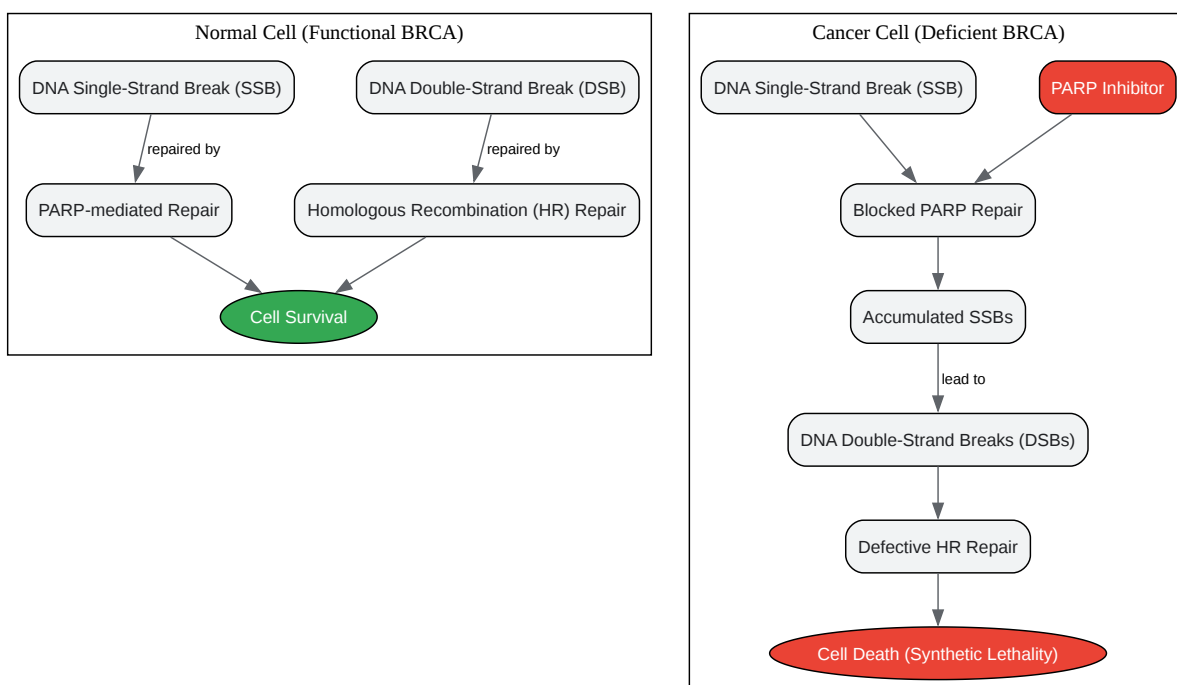 Normal Cell (Functional BRCA)
DNA Single-Strand Break (SSB)
DNA Double-Strand Break (DSB)
repaired by
repaired by
PARP-mediated Repair
Homologous Recombination (HR) Repair
Cell Survival
Cancer Cell (Deficient BRCA)
DNA Single-Strand Break (SSB)
PARP Inhibitor
Blocked PARP Repair
Accumulated SSBs
lead to
DNA Double-Strand Breaks (DSBs)
Defective HR Repair
Cell Death (Synthetic Lethality)